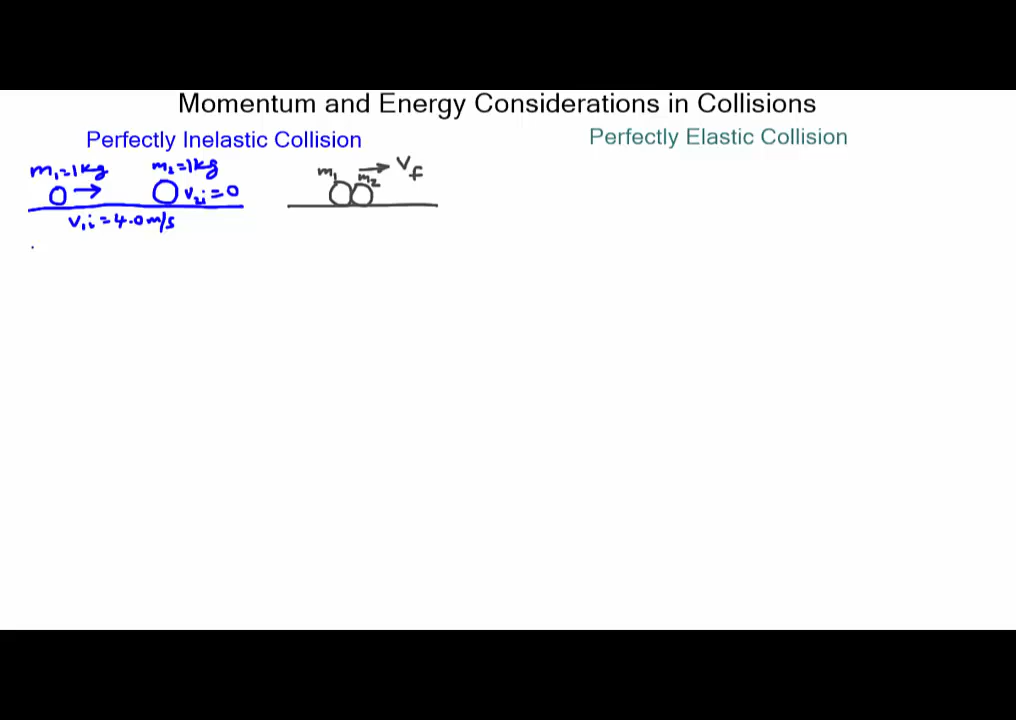 Momentum and Energy Considerations in Collisions
Perfectly Inelastic Collision
Perfectly Elastic Collision
m₁=1kg
m₂=1kg
v₂i=0
v₁i=4.0m/s
m₁
m₂
vf